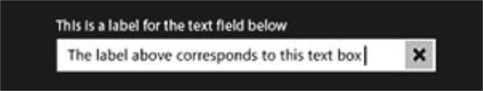 This is a label for the text field below
The label above corresponds to this text box